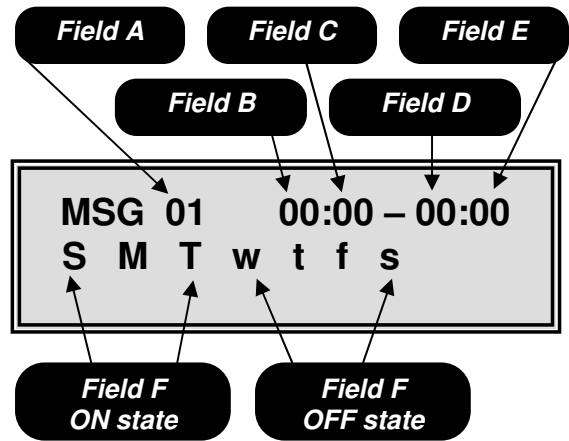 Field A
Field C
Field E
Field B
Field D
MSG 01 00:00 – 00:00
S M T w t f s
Field F
ON state
Field F
OFF state